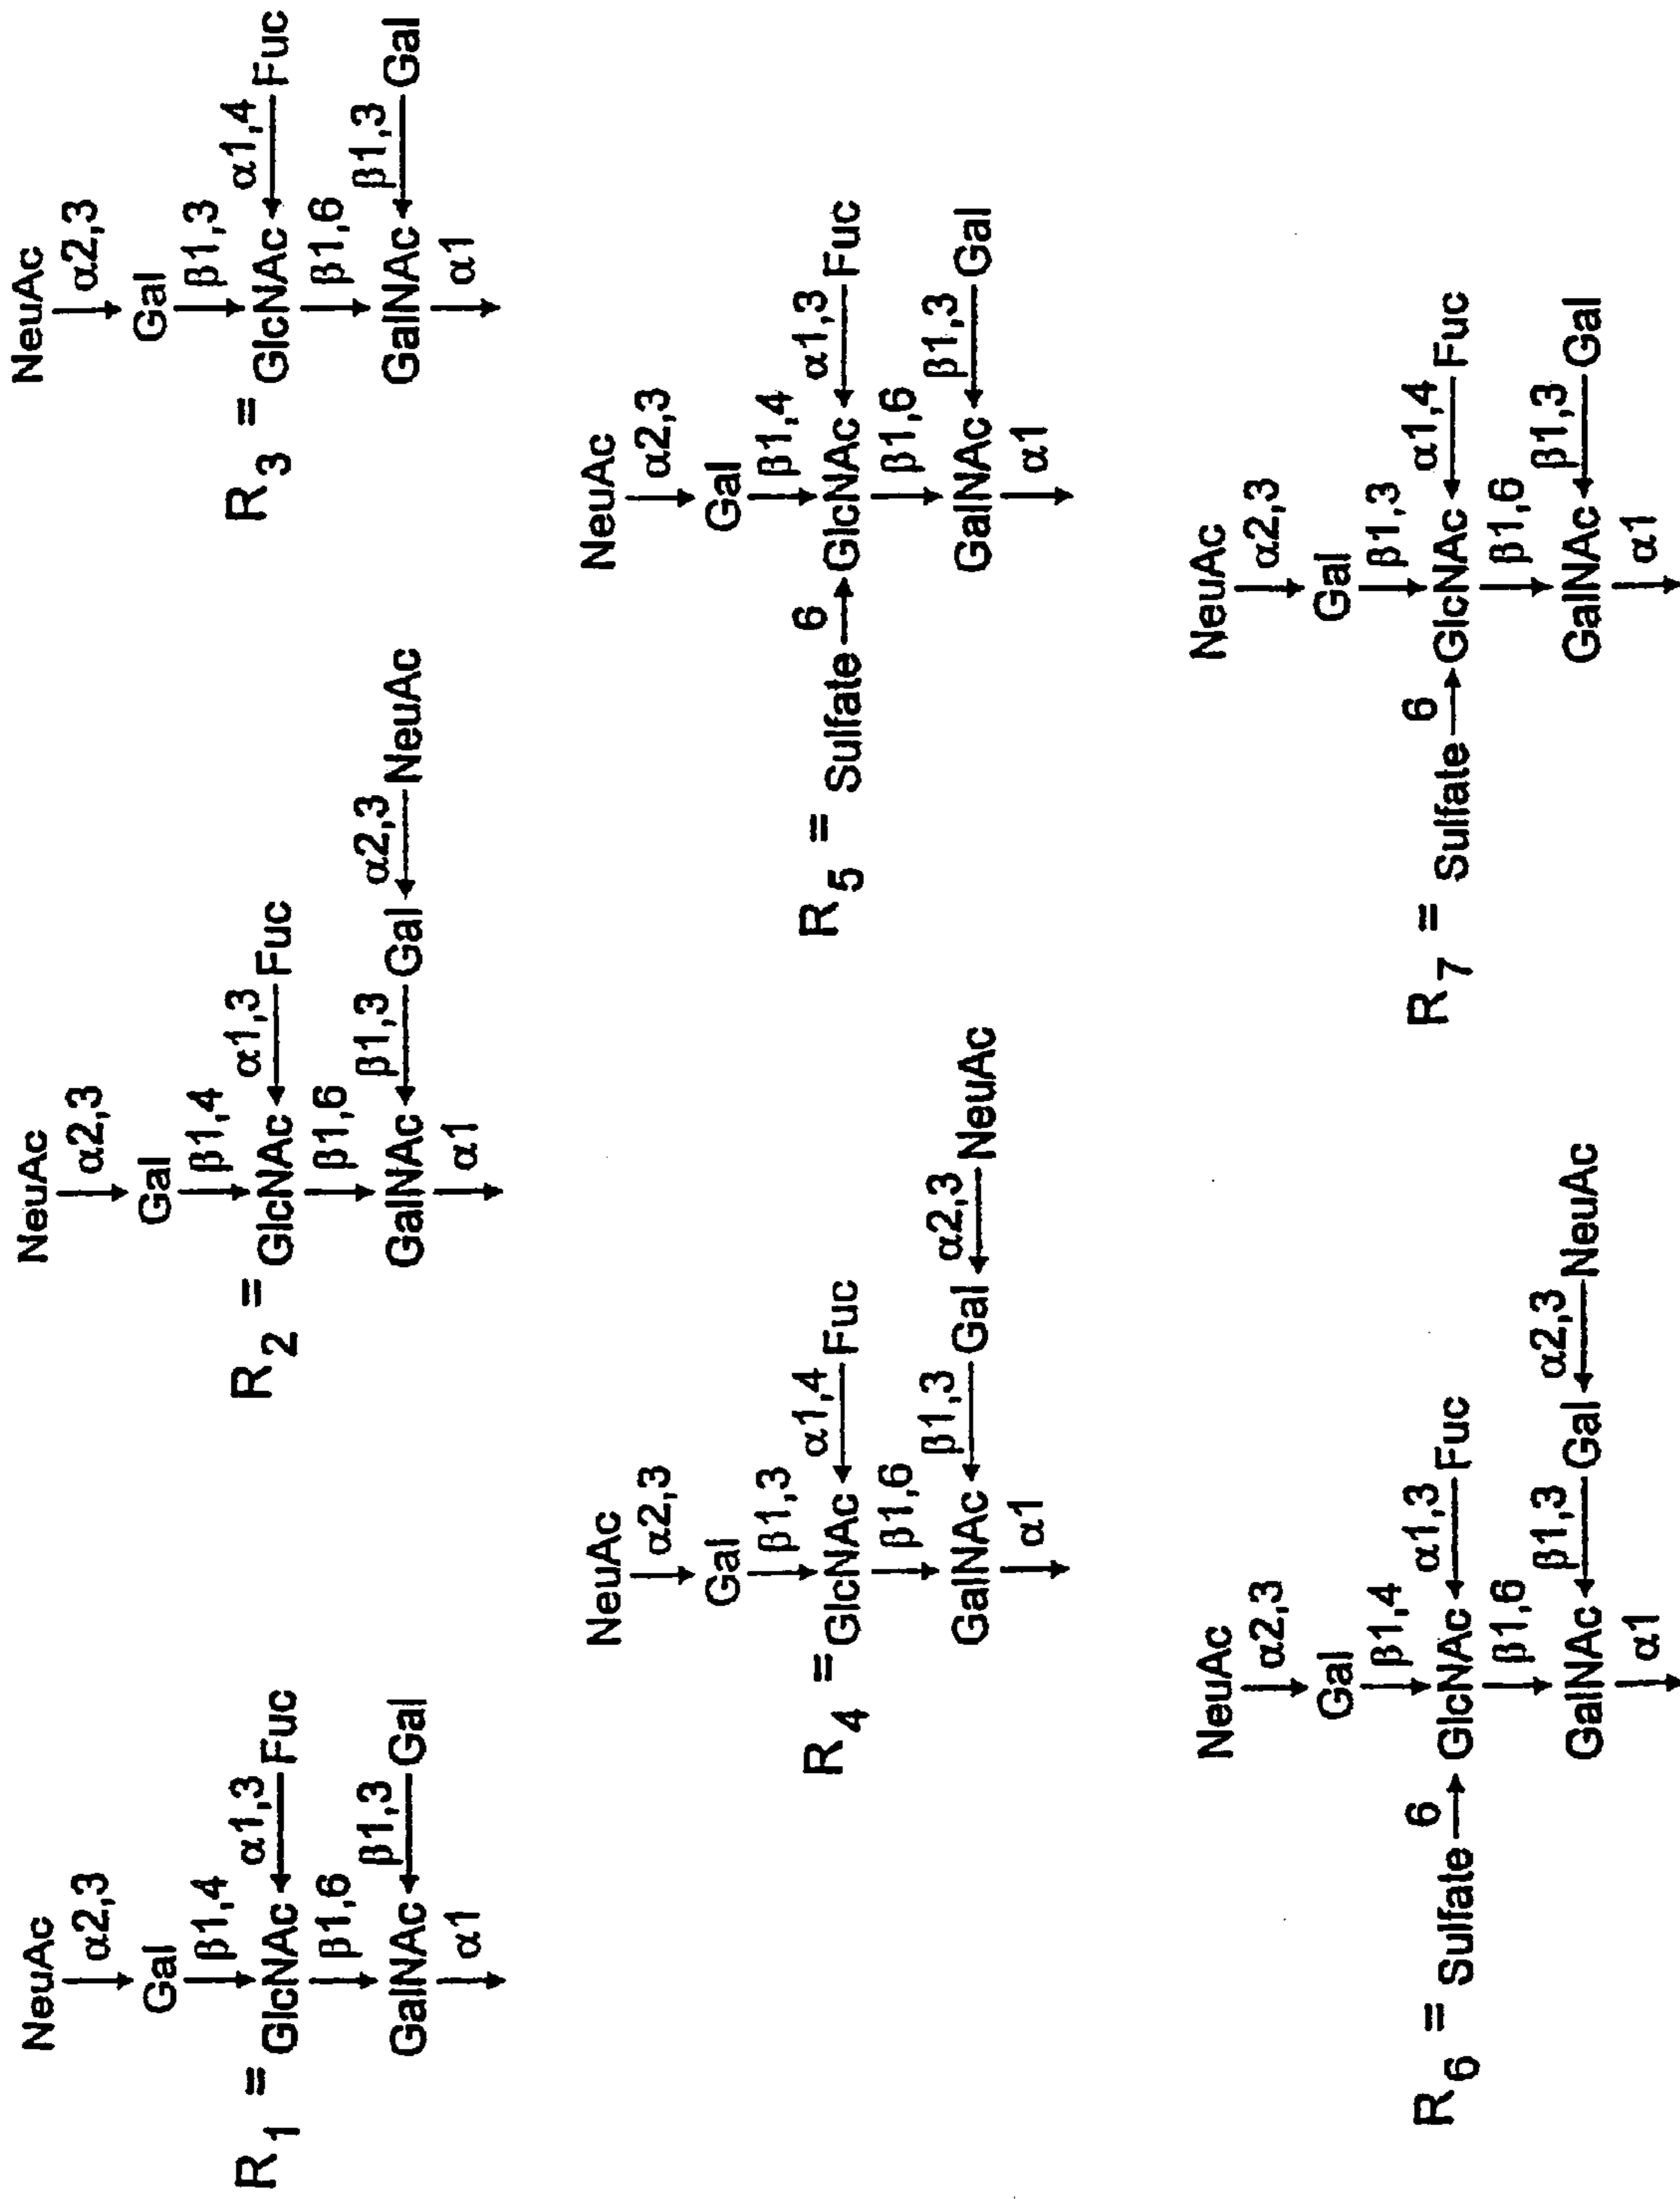 NeuAc
α2,3
Gal
β1,4
R1 = GlcNAc α1,3 Fuc
β1,6
GalNAc β1,3 Gal
α1
NeuAc
α2,3
Gal
β1,4
R2 = GlcNAc α1,3 Fuc
β1,6
GalNAc β1,3 Gal α2,3 NeuAc
α1
NeuAc
α2,3
Gal
β1,3
R3 = GlcNAc α1,4 Fuc
β1,6
GalNAc β1,3 Gal
α1
NeuAc
α2,3
Gal
β1,3
R4 = GlcNAc α1,4 Fuc
β1,6
GalNAc β1,3 Gal α2,3 NeuAc
α1
NeuAc
α2,3
Gal
β1,4
R5 = Sulfate 6 GlcNAc α1,3 Fuc
β1,6
GalNAc β1,3 Gal
α1
NeuAc
α2,3
Gal
β1,4
R6 = Sulfate 6 GlcNAc α1,3 Fuc
β1,6
GalNAc β1,3 Gal α2,3 NeuAc
α1
NeuAc
α2,3
Gal
β1,3
R7 = Sulfate 6 GlcNAc α1,4 Fuc
β1,6
GalNAc β1,3 Gal
α1